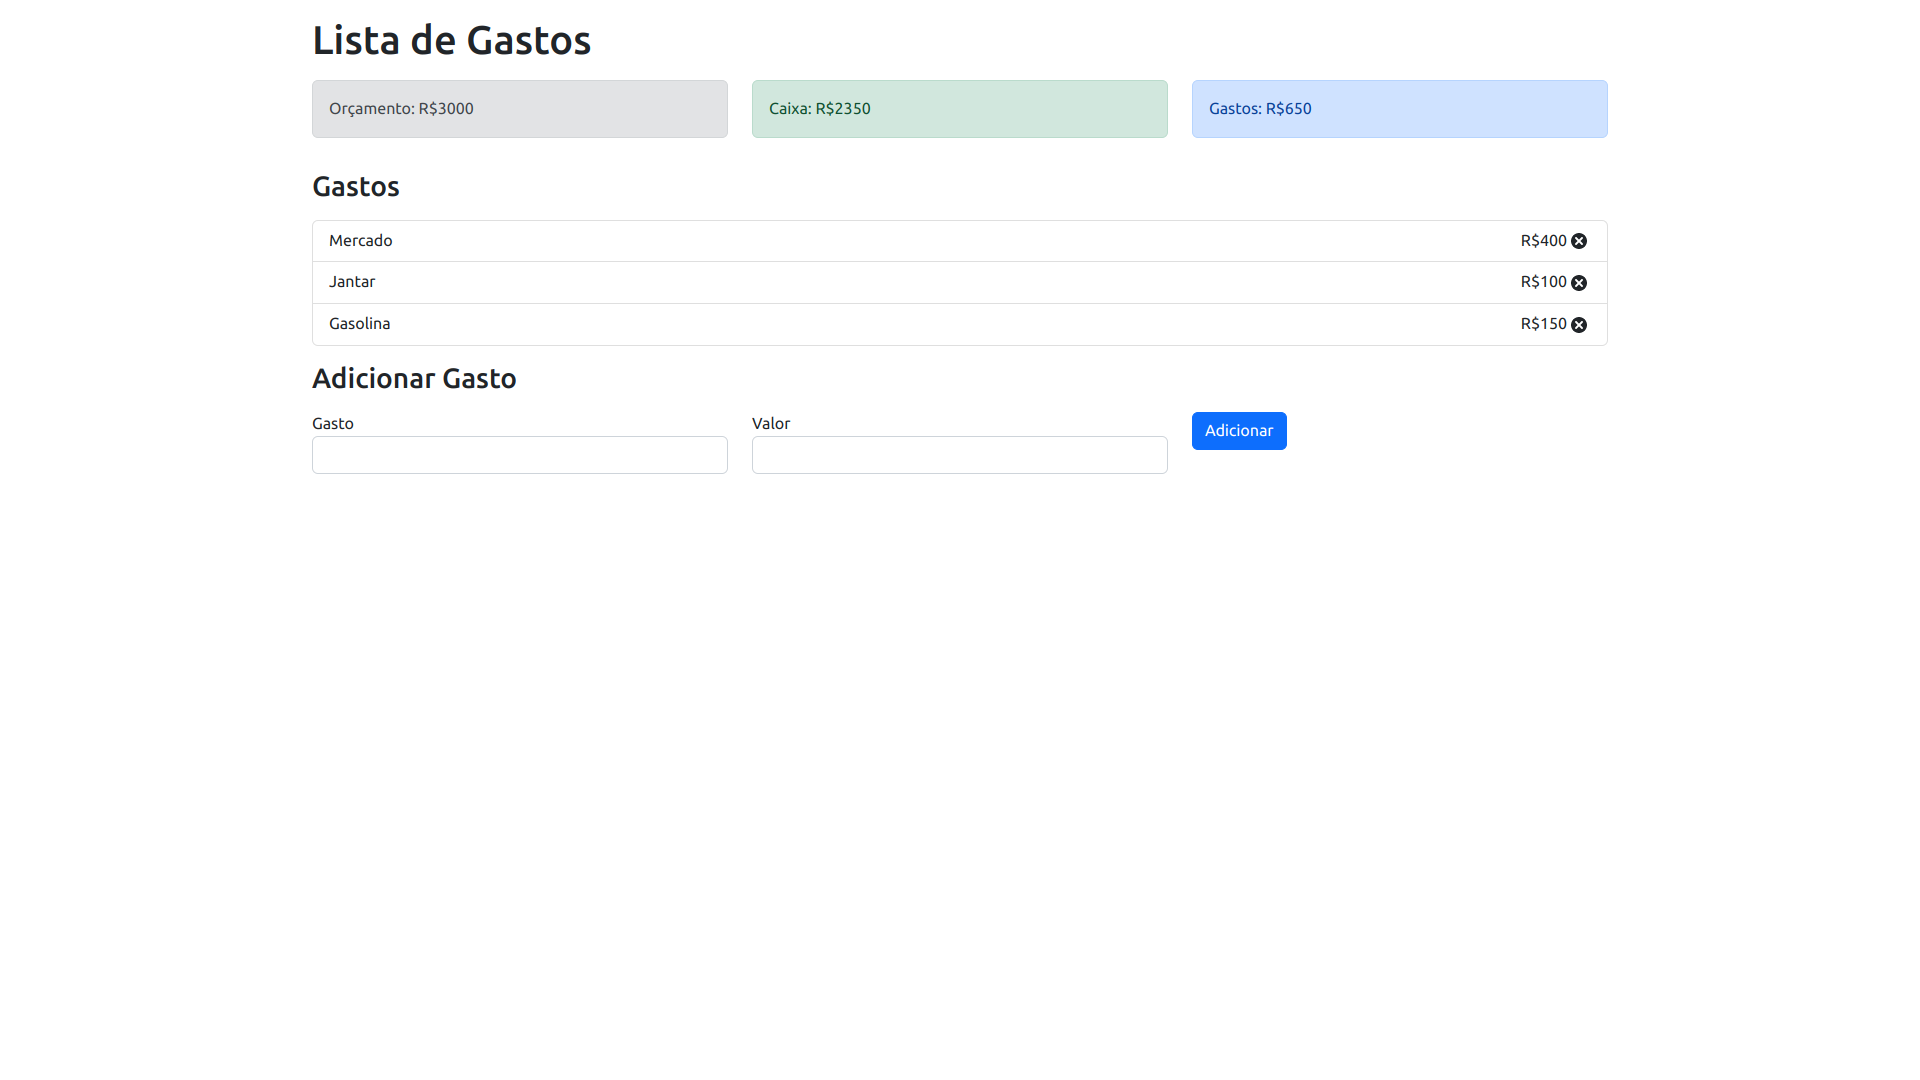 Lista de Gastos
Orçamento: R$3000
Caixa: R$2350
Gastos: R$650
Gastos
Mercado R$400
Jantar R$100
Gasolina R$150
Adicionar Gasto
Gasto
Valor
Adicionar